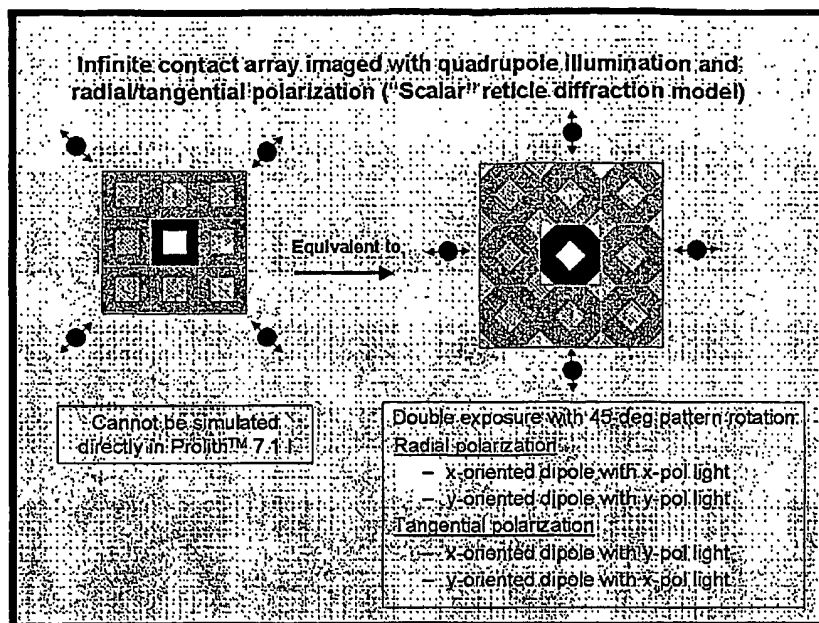 Infinite contact array imaged with quadrupole illumination and
radial/tangential polarization ("Scalar" reticle diffraction model)
Equivalent to
Cannot be simulated
directly in Prolith™ 7.1
Double exposure with 45-deg pattern rotation
Radial polarization
– x-oriented dipole with x-pol light
– y-oriented dipole with y-pol light
Tangential polarization
– x-oriented dipole with y-pol light
– y-oriented dipole with x-pol light